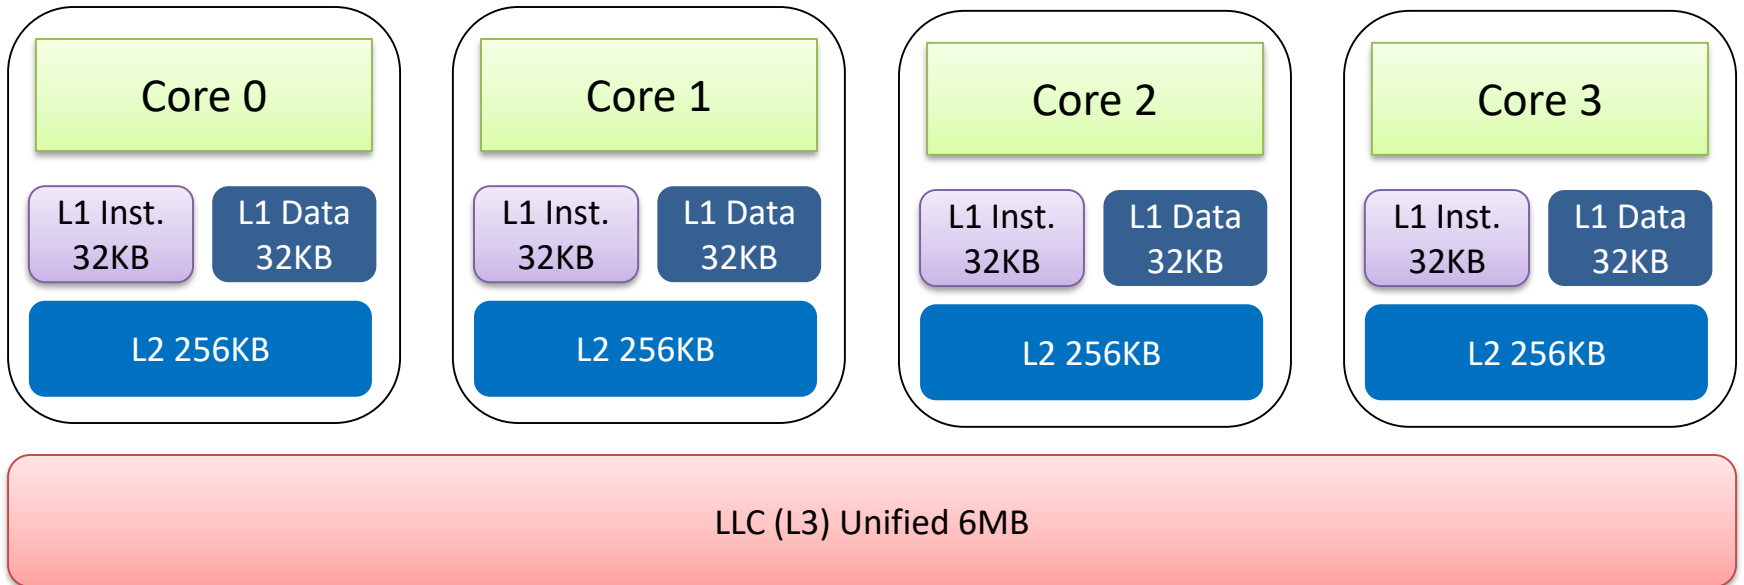 Core 0
L1 Inst.
32KB
L1 Data
32KB
L2 256KB
Core 1
L1 Inst.
32KB
L1 Data
32KB
L2 256KB
Core 2
L1 Inst.
32KB
L1 Data
32KB
L2 256KB
Core 3
L1 Inst.
32KB
L1 Data
32KB
L2 256KB
LLC (L3) Unified 6MB